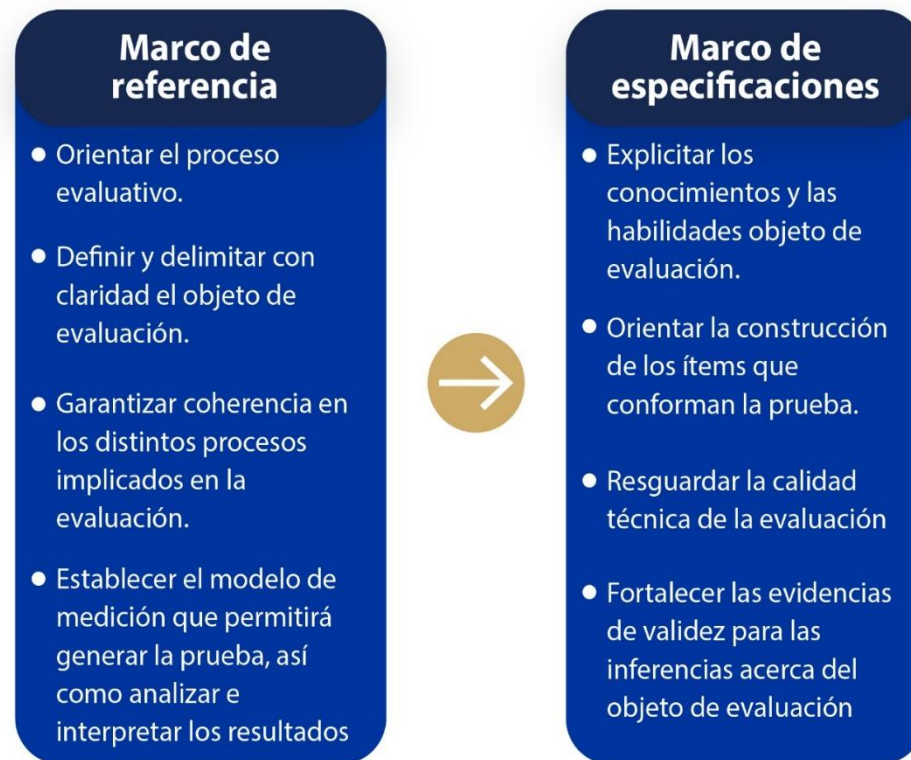 Marco de
referencia
Orientar el proceso
evaluativo.
Definir y delimitar con
claridad el objeto de
evaluación.
Garantizar coherencia en
los distintos procesos
implicados en la
evaluación.
Establecer el modelo de
medición que permitirá
generar la prueba, así
como analizar e
interpretar los resultados
Marco de
especificaciones
Explicitar los
conocimientos y las
habilidades objeto de
evaluación.
Orientar la construcción
de los ítems que
conforman la prueba.
Resguardar la calidad
técnica de la evaluación
Fortalecer las evidencias
de validez para las
inferencias acerca del
objeto de evaluación